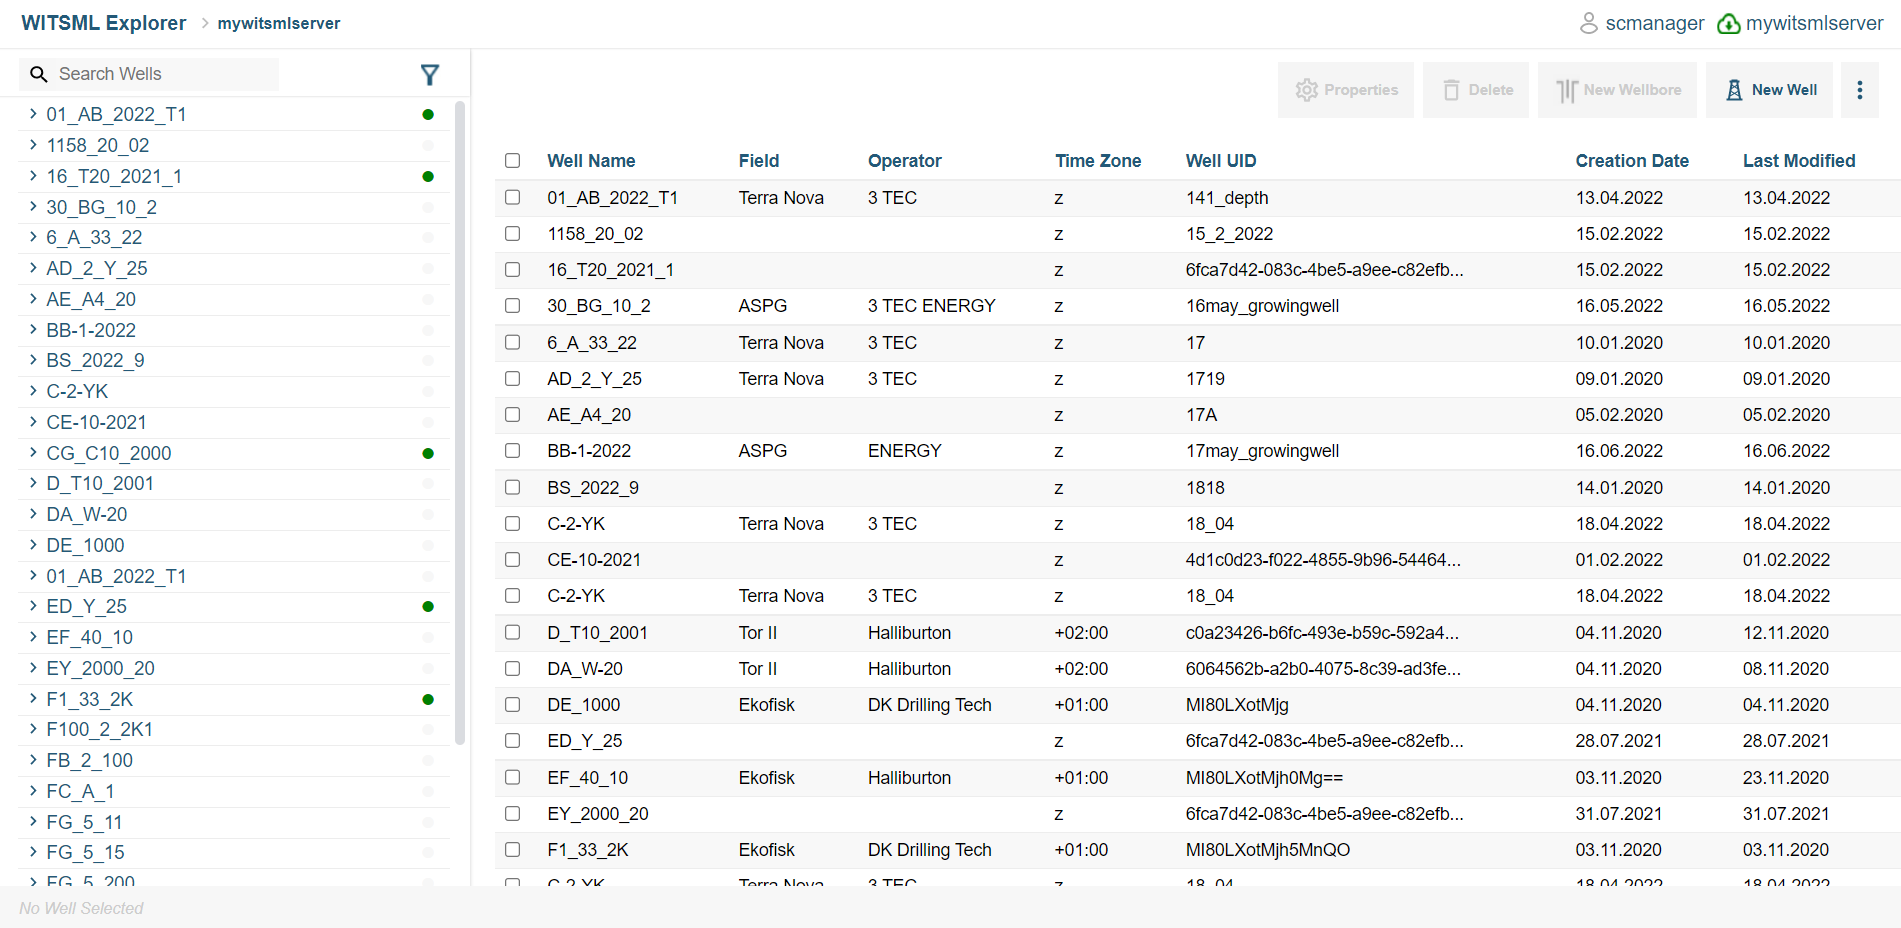 WITSML Explorer > mywitsmlserver
scmanager mywitsmlserver
Search Wells
Properties Delete New Wellbore New Well
01_AB_2022_T1
1158_20_02
16_T20_2021_1
30_BG_10_2
6_A_33_22
AD_2_Y_25
AE_A4_20
BB-1-2022
BS_2022_9
C-2-YK
CE-10-2021
CG_C10_2000
D_T10_2001
DA_W-20
DE_1000
01_AB_2022_T1
ED_Y_25
EF_40_10
EY_2000_20
F1_33_2K
F100_2_2K1
FB_2_100
FC_A_1
FG_5_11
FG_5_15
FG_5_200
Well Name Field Operator Time Zone Well UID Creation Date Last Modified
01_AB_2022_T1 Terra Nova 3 TEC z 141_depth 13.04.2022 13.04.2022
1158_20_02 z 15_2_2022 15.02.2022 15.02.2022
16_T20_2021_1 z 6fca7d42-083c-4be5-a9ee-c82efb... 15.02.2022 15.02.2022
30_BG_10_2 ASPG 3 TEC ENERGY z 16may_growingwell 16.05.2022 16.05.2022
6_A_33_22 Terra Nova 3 TEC z 17 10.01.2020 10.01.2020
AD_2_Y_25 Terra Nova 3 TEC z 1719 09.01.2020 09.01.2020
AE_A4_20 z 17A 05.02.2020 05.02.2020
BB-1-2022 ASPG ENERGY z 17may_growingwell 16.06.2022 16.06.2022
BS_2022_9 z 1818 14.01.2020 14.01.2020
C-2-YK Terra Nova 3 TEC z 18_04 18.04.2022 18.04.2022
CE-10-2021 z 4d1c0d23-f022-4855-9b96-54464... 01.02.2022 01.02.2022
C-2-YK Terra Nova 3 TEC z 18_04 18.04.2022 18.04.2022
D_T10_2001 Tor II Halliburton +02:00 c0a23426-b6fc-493e-b59c-592a4... 04.11.2020 12.11.2020
DA_W-20 Tor II Halliburton +02:00 6064562b-a2b0-4075-8c39-ad3fe... 04.11.2020 08.11.2020
DE_1000 Ekofisk DK Drilling Tech +01:00 MI80LXotMjg 04.11.2020 04.11.2020
ED_Y_25 z 6fca7d42-083c-4be5-a9ee-c82efb... 28.07.2021 28.07.2021
EF_40_10 Ekofisk Halliburton +01:00 MI80LXotMjh0Mg== 03.11.2020 23.11.2020
EY_2000_20 z 6fca7d42-083c-4be5-a9ee-c82efb... 31.07.2021 31.07.2021
F1_33_2K Ekofisk DK Drilling Tech +01:00 MI80LXotMjh5MnQO 03.11.2020 03.11.2020
C-2-YK Terra Nova 3 TEC z 18_04 18.04.2022 18.04.2022
No Well Selected